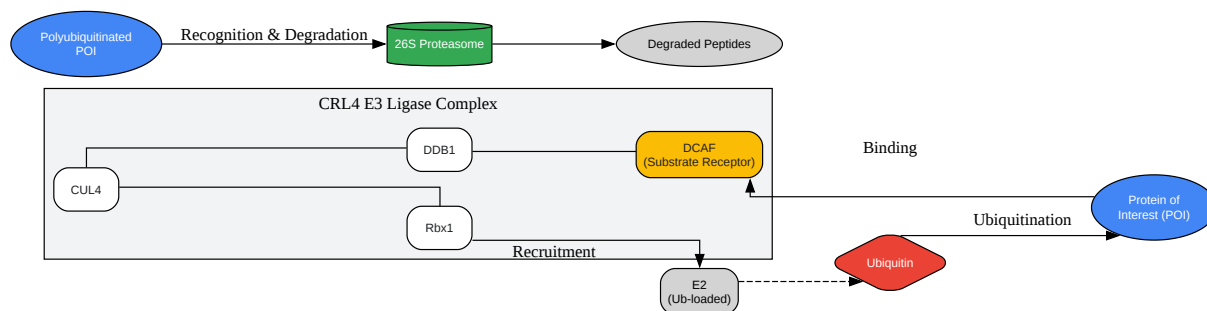 Polyubiquitinated
POI
Recognition & Degradation
26S Proteasome
Degraded Peptides
CRL4 E3 Ligase Complex
DDB1
DCAF
(Substrate Receptor)
Binding
CUL4
Protein of
Interest (POI)
Rbx1
Ubiquitination
Recruitment
Ubiquitin
E2
(Ub-loaded)